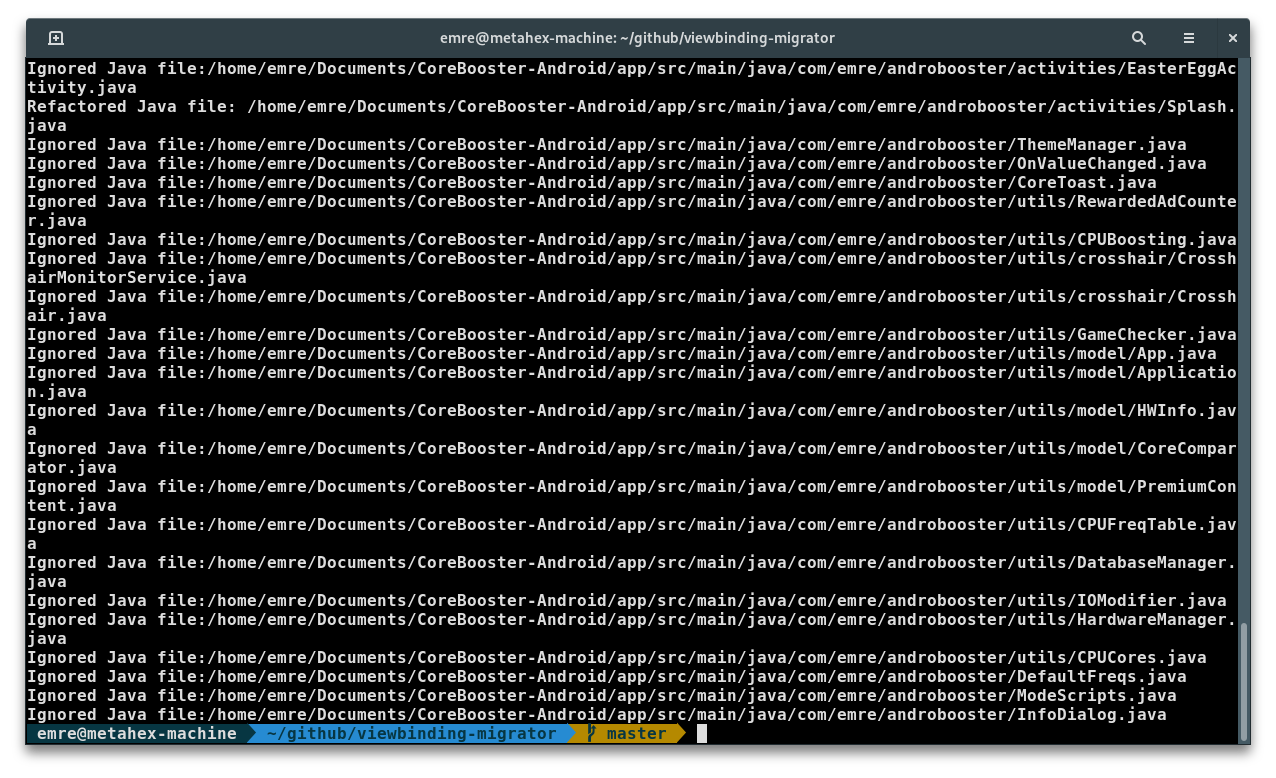 emre@metahex-machine: ~/github/viewbinding-migrator
Ignored Java file:/home/emre/Documents/CoreBooster-Android/app/src/main/java/com/emre/androbooster/activities/EasterEggAc
tivity.java
Refactored Java file: /home/emre/Documents/CoreBooster-Android/app/src/main/java/com/emre/androbooster/activities/Splash.
java
Ignored Java file:/home/emre/Documents/CoreBooster-Android/app/src/main/java/com/emre/androbooster/ThemeManager.java
Ignored Java file:/home/emre/Documents/CoreBooster-Android/app/src/main/java/com/emre/androbooster/OnValueChanged.java
Ignored Java file:/home/emre/Documents/CoreBooster-Android/app/src/main/java/com/emre/androbooster/CoreToast.java
Ignored Java file:/home/emre/Documents/CoreBooster-Android/app/src/main/java/com/emre/androbooster/utils/RewardedAdCounte
r.java
Ignored Java file:/home/emre/Documents/CoreBooster-Android/app/src/main/java/com/emre/androbooster/utils/CPUBoosting.java
Ignored Java file:/home/emre/Documents/CoreBooster-Android/app/src/main/java/com/emre/androbooster/utils/crosshair/Crossh
airMonitorService.java
Ignored Java file:/home/emre/Documents/CoreBooster-Android/app/src/main/java/com/emre/androbooster/utils/crosshair/Crossh
air.java
Ignored Java file:/home/emre/Documents/CoreBooster-Android/app/src/main/java/com/emre/androbooster/utils/GameChecker.java
Ignored Java file:/home/emre/Documents/CoreBooster-Android/app/src/main/java/com/emre/androbooster/utils/model/App.java
Ignored Java file:/home/emre/Documents/CoreBooster-Android/app/src/main/java/com/emre/androbooster/utils/model/Applicatio
n.java
Ignored Java file:/home/emre/Documents/CoreBooster-Android/app/src/main/java/com/emre/androbooster/utils/model/HWInfo.jav
a
Ignored Java file:/home/emre/Documents/CoreBooster-Android/app/src/main/java/com/emre/androbooster/utils/model/CoreCompar
ator.java
Ignored Java file:/home/emre/Documents/CoreBooster-Android/app/src/main/java/com/emre/androbooster/utils/model/PremiumCon
tent.java
Ignored Java file:/home/emre/Documents/CoreBooster-Android/app/src/main/java/com/emre/androbooster/utils/CPUFreqTable.jav
a
Ignored Java file:/home/emre/Documents/CoreBooster-Android/app/src/main/java/com/emre/androbooster/utils/DatabaseManager.
java
Ignored Java file:/home/emre/Documents/CoreBooster-Android/app/src/main/java/com/emre/androbooster/utils/IOModifier.java
Ignored Java file:/home/emre/Documents/CoreBooster-Android/app/src/main/java/com/emre/androbooster/utils/HardwareManager.
java
Ignored Java file:/home/emre/Documents/CoreBooster-Android/app/src/main/java/com/emre/androbooster/utils/CPUCores.java
Ignored Java file:/home/emre/Documents/CoreBooster-Android/app/src/main/java/com/emre/androbooster/DefaultFreqs.java
Ignored Java file:/home/emre/Documents/CoreBooster-Android/app/src/main/java/com/emre/androbooster/ModeScripts.java
Ignored Java file:/home/emre/Documents/CoreBooster-Android/app/src/main/java/com/emre/androbooster/InfoDialog.java
emre@metahex-machine ~/github/viewbinding-migrator master